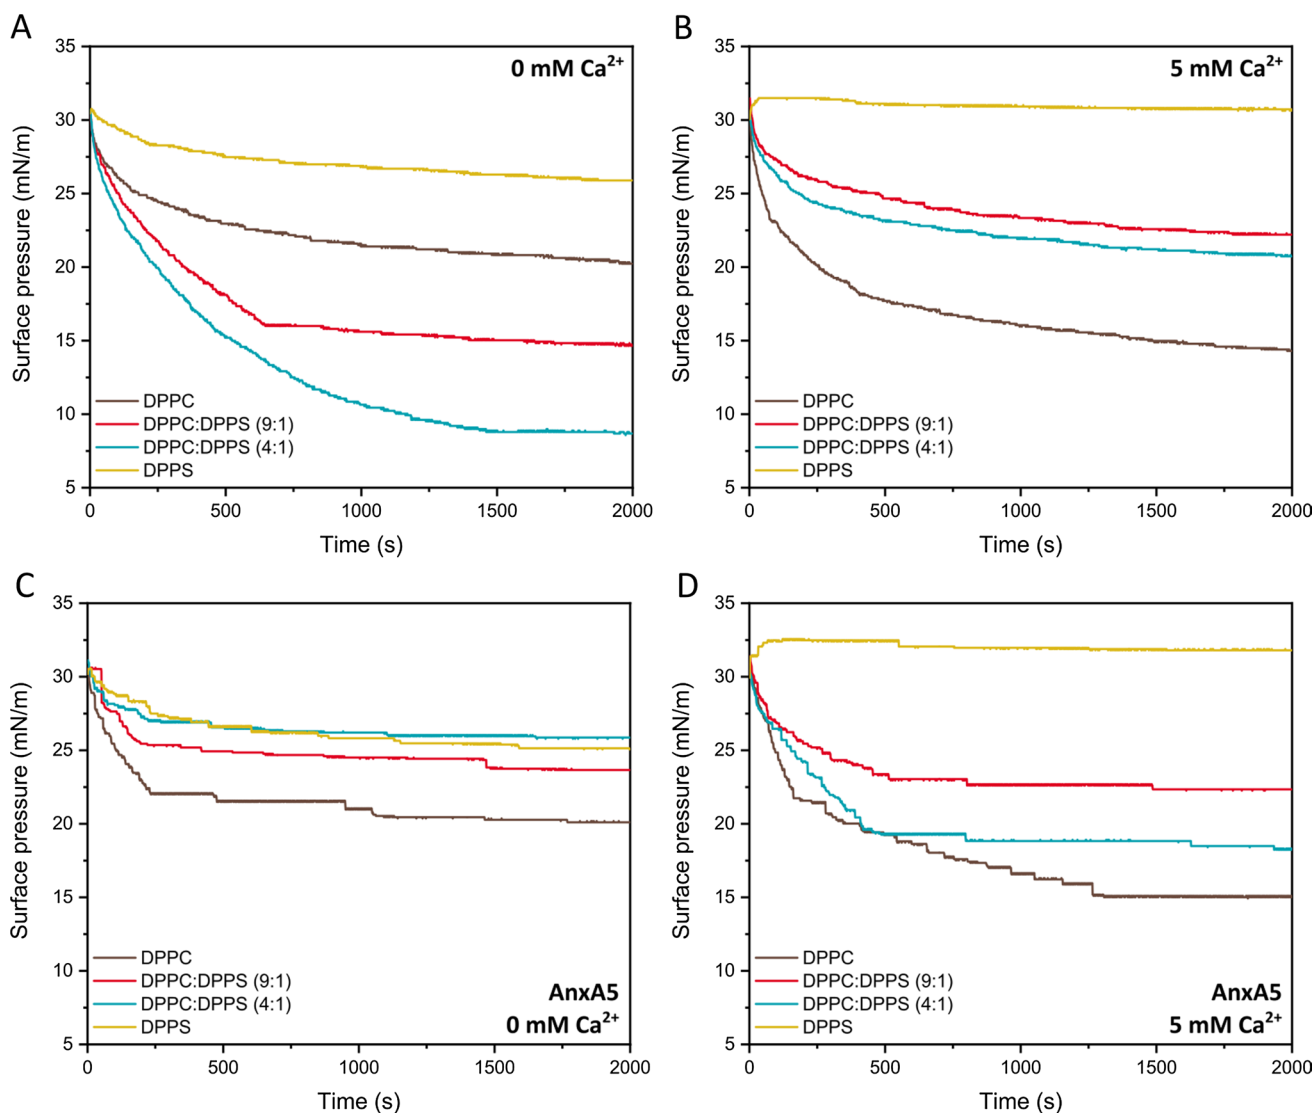 A
0 mM Ca²⁺
35
30
25
20
15
10
5
Surface pressure (mN/m)
DPPC
DPPC:DPPS (9:1)
DPPC:DPPS (4:1)
DPPS
0
500
1000
1500
2000
Time (s)
B
5 mM Ca²⁺
35
30
25
20
15
10
5
Surface pressure (mN/m)
DPPC
DPPC:DPPS (9:1)
DPPC:DPPS (4:1)
DPPS
0
500
1000
1500
2000
Time (s)
C
35
30
25
20
15
10
5
Surface pressure (mN/m)
DPPC
DPPC:DPPS (9:1)
DPPC:DPPS (4:1)
DPPS
AnxA5
0 mM Ca²⁺
0
500
1000
1500
2000
Time (s)
D
35
30
25
20
15
10
5
Surface pressure (mN/m)
DPPC
DPPC:DPPS (9:1)
DPPC:DPPS (4:1)
DPPS
AnxA5
5 mM Ca²⁺
0
500
1000
1500
2000
Time (s)